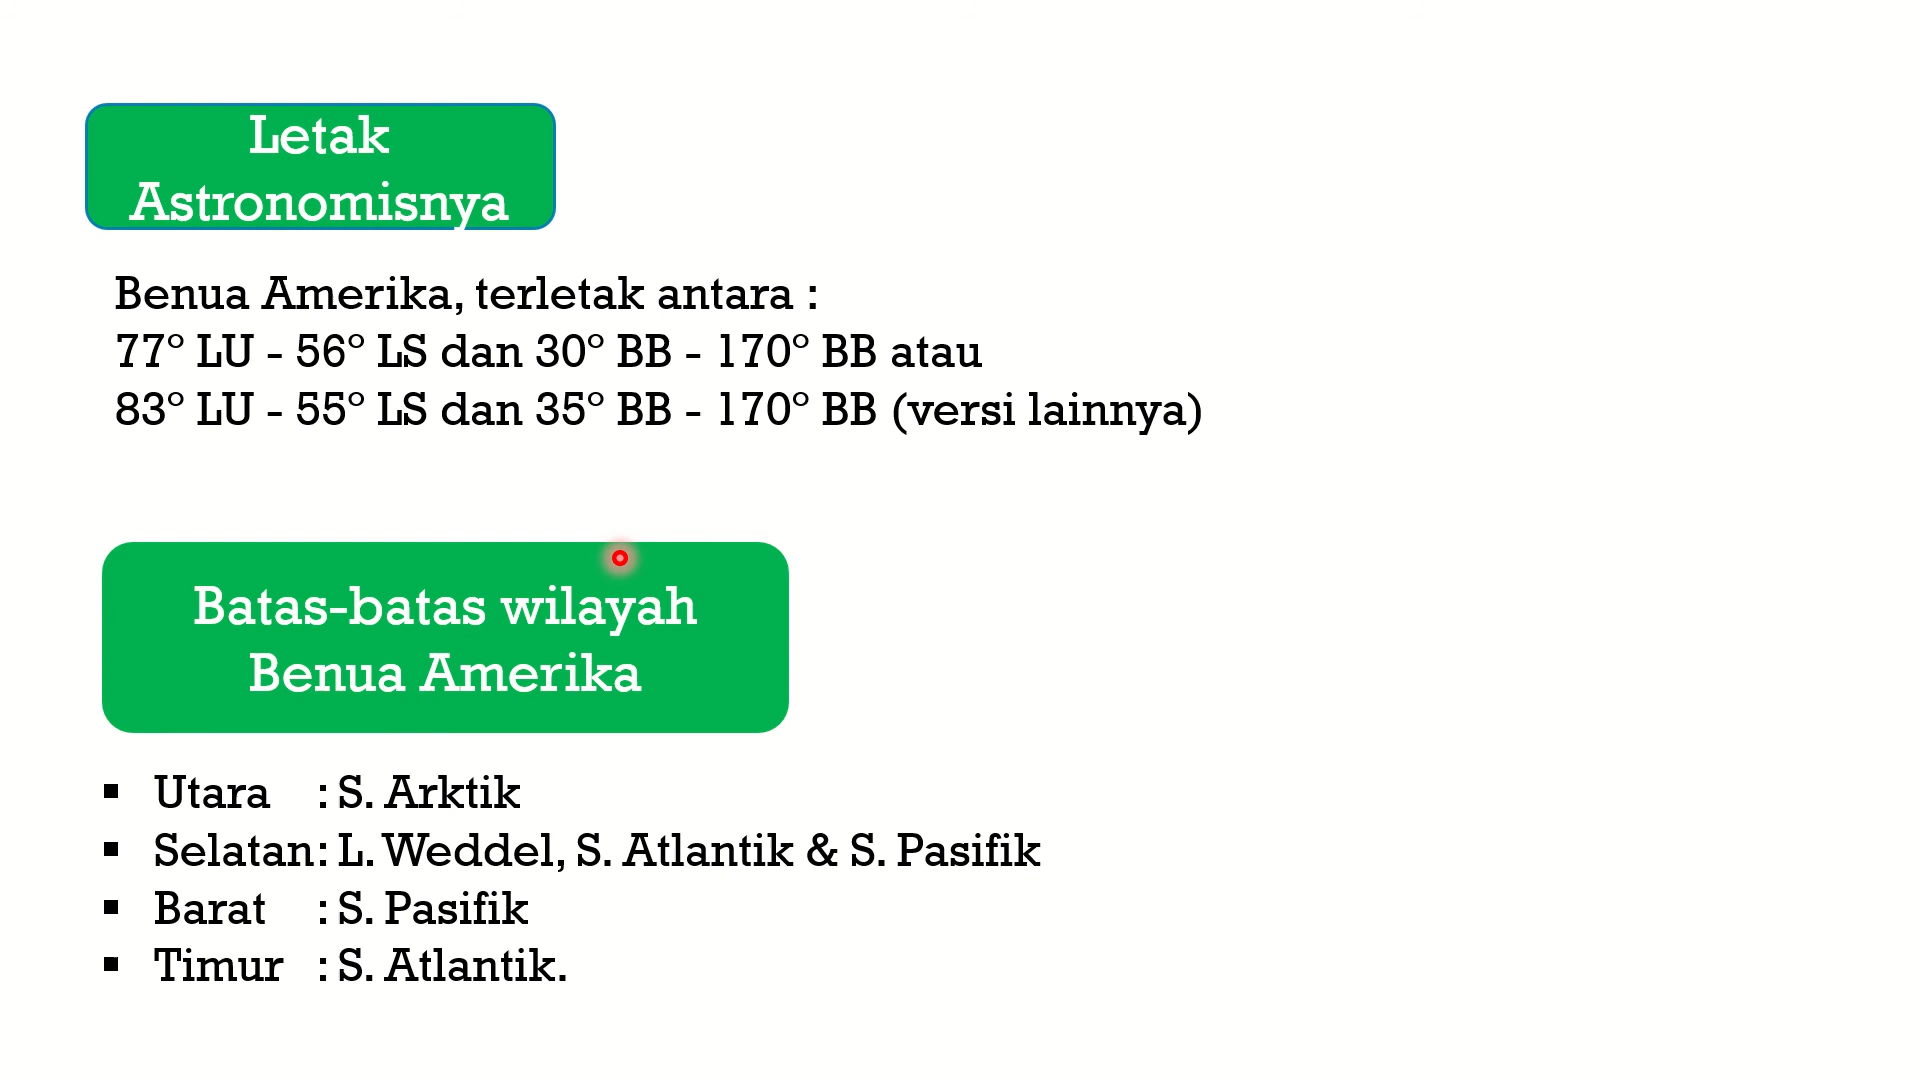 Letak
Astronomisnya
Benua Amerika, terletak antara :
77° LU - 56° LS dan 30° BB - 170° BB atau
83° LU - 55° LS dan 35° BB - 170° BB (versi lainnya)
Batas-batas wilayah
Benua Amerika
▪ Utara : S. Arktik
▪ Selatan : L. Weddel, S. Atlantik & S. Pasifik
▪ Barat : S. Pasifik
▪ Timur : S. Atlantik.